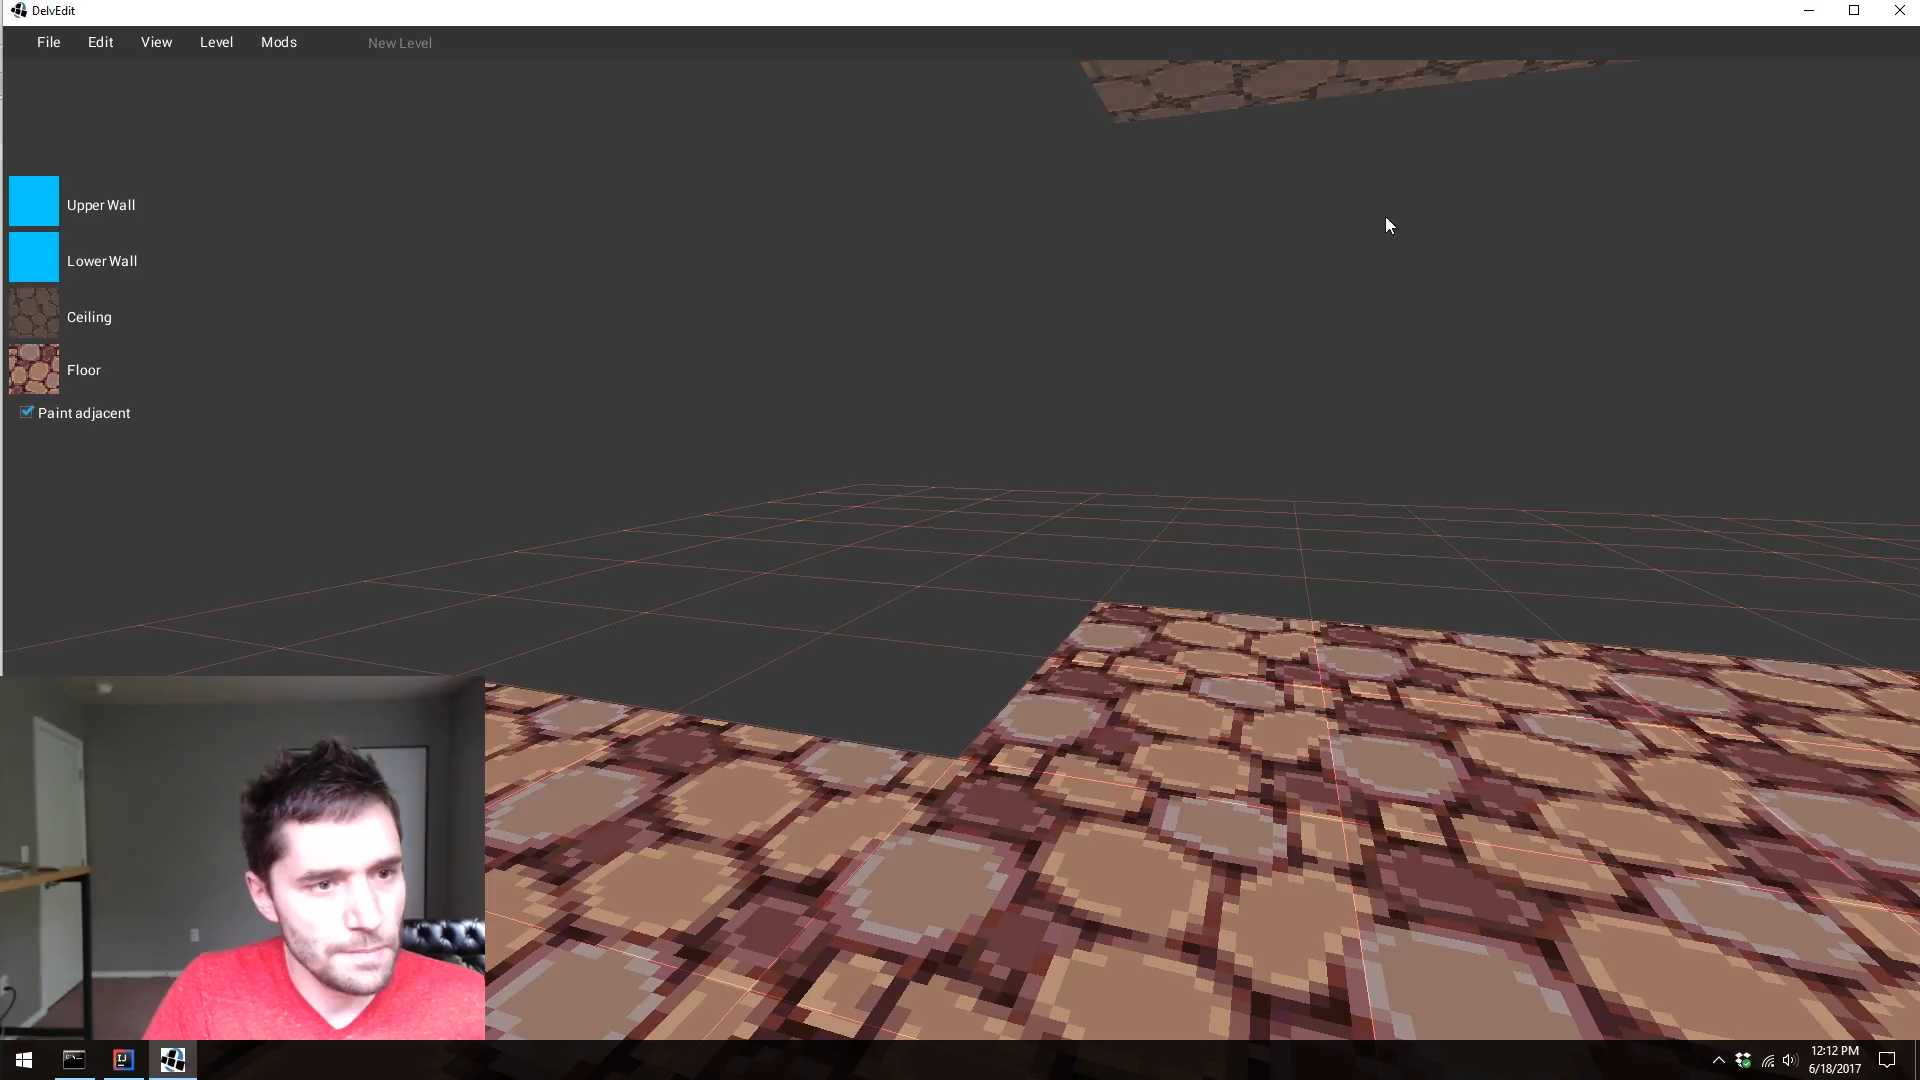 DelvEdit
File Edit View Level Mods New Level
Upper Wall
Lower Wall
Ceiling
Floor
Paint adjacent
IJ
12:12 PM
6/18/2017